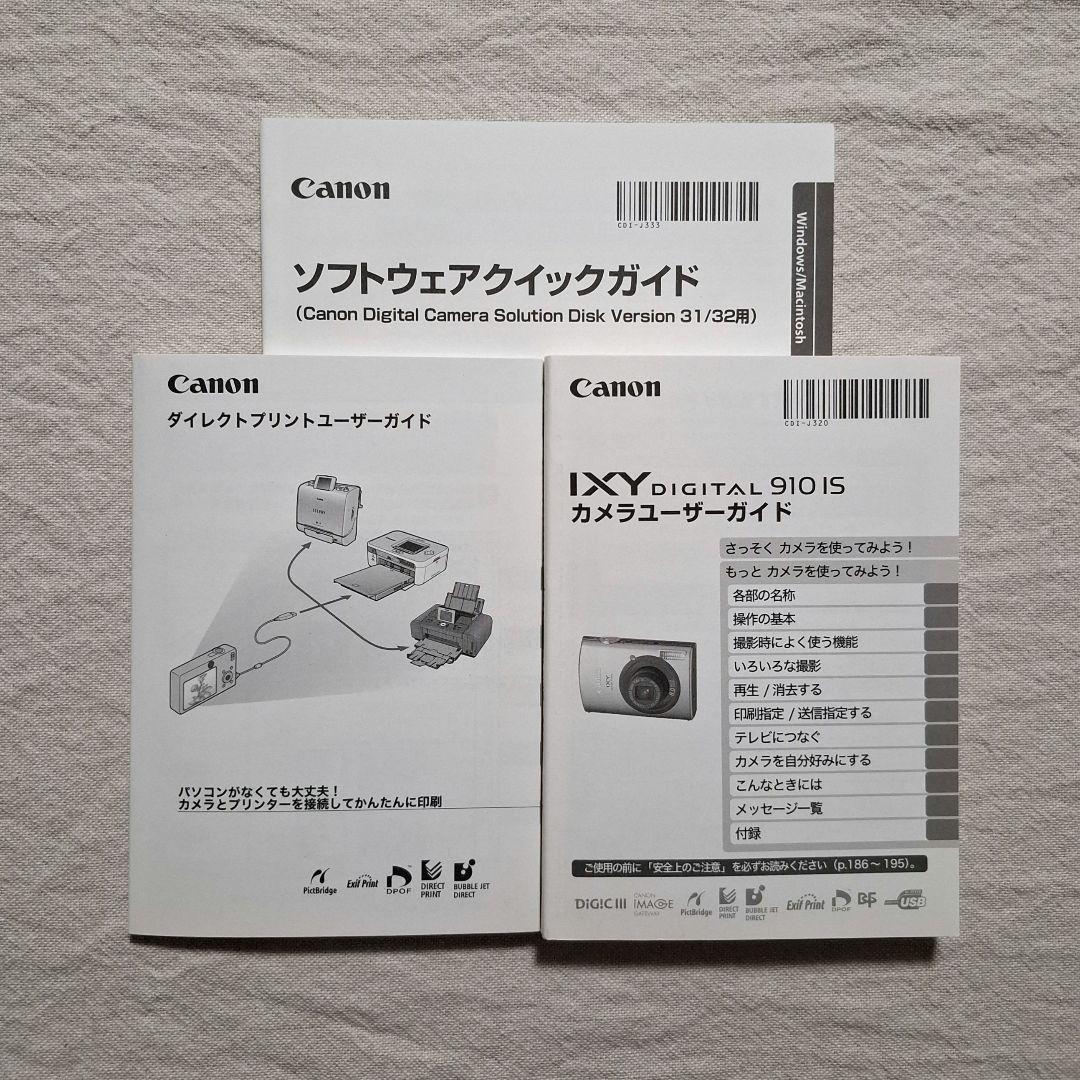 Canon
CDI-J333
Windows/Macintosh
ソフトウェアクイックガイド
(Canon Digital Camera Solution Disk Version 31/32用)
Canon
ダイレクトプリントユーザーガイド
Canon
パソコンがなくても大丈夫！
カメラとプリンターを接続してかんたんに印刷
PictBridge
Exif Print
DPOF
DIRECT PRINT
BUBBLE JET DIRECT
Canon
CDI-J320
IXY DIGITAL 910 IS
カメラユーザーガイド
さっそく カメラを使ってみよう！
もっと カメラを使ってみよう！
各部の名称
操作の基本
撮影時によく使う機能
いろいろな撮影
再生 / 消去する
印刷指定 / 送信指定する
テレビにつなぐ
カメラを自分好みにする
こんなときには
メッセージ一覧
付録
IXY
ご使用の前に「安全上のご注意」を必ずお読みください（p.186～195）。
DIGIC III
CANON iMAGE GATEWAY
PictBridge
DIRECT PRINT
BUBBLE JET DIRECT
Exif Print
DPOF
USB